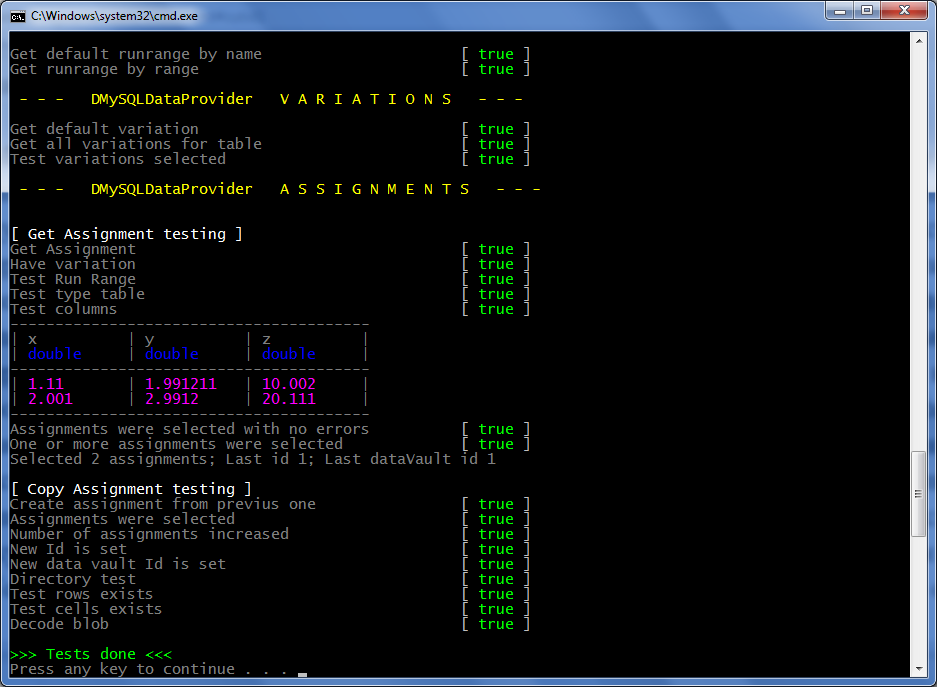 C:\Windows\system32\cmd.exe
Get default runrange by name [ true ]
Get runrange by range [ true ]
- - - DMySQLDataProvider V A R I A T I O N S - - -
Get default variation [ true ]
Get all variations for table [ true ]
Test variations selected [ true ]
- - - DMySQLDataProvider A S S I G N M E N T S - - -
[ Get Assignment testing ]
Get Assignment [ true ]
Have variation [ true ]
Test Run Range [ true ]
Test type table [ true ]
Test columns [ true ]
----------------------------------------
| x | y | z |
| double | double | double |
----------------------------------------
| 1.11 | 1.991211 | 10.002 |
| 2.001 | 2.9912 | 20.111 |
----------------------------------------
Assignments were selected with no errors [ true ]
One or more assignments were selected [ true ]
Selected 2 assignments; Last id 1; Last dataVault id 1
[ Copy Assignment testing ]
Create assignment from previus one [ true ]
Assignments were selected [ true ]
Number of assignments increased [ true ]
New Id is set [ true ]
New data vault Id is set [ true ]
Directory test [ true ]
Test rows exists [ true ]
Test cells exists [ true ]
Decode blob [ true ]
>>> Tests done <<<
Press any key to continue . . . _